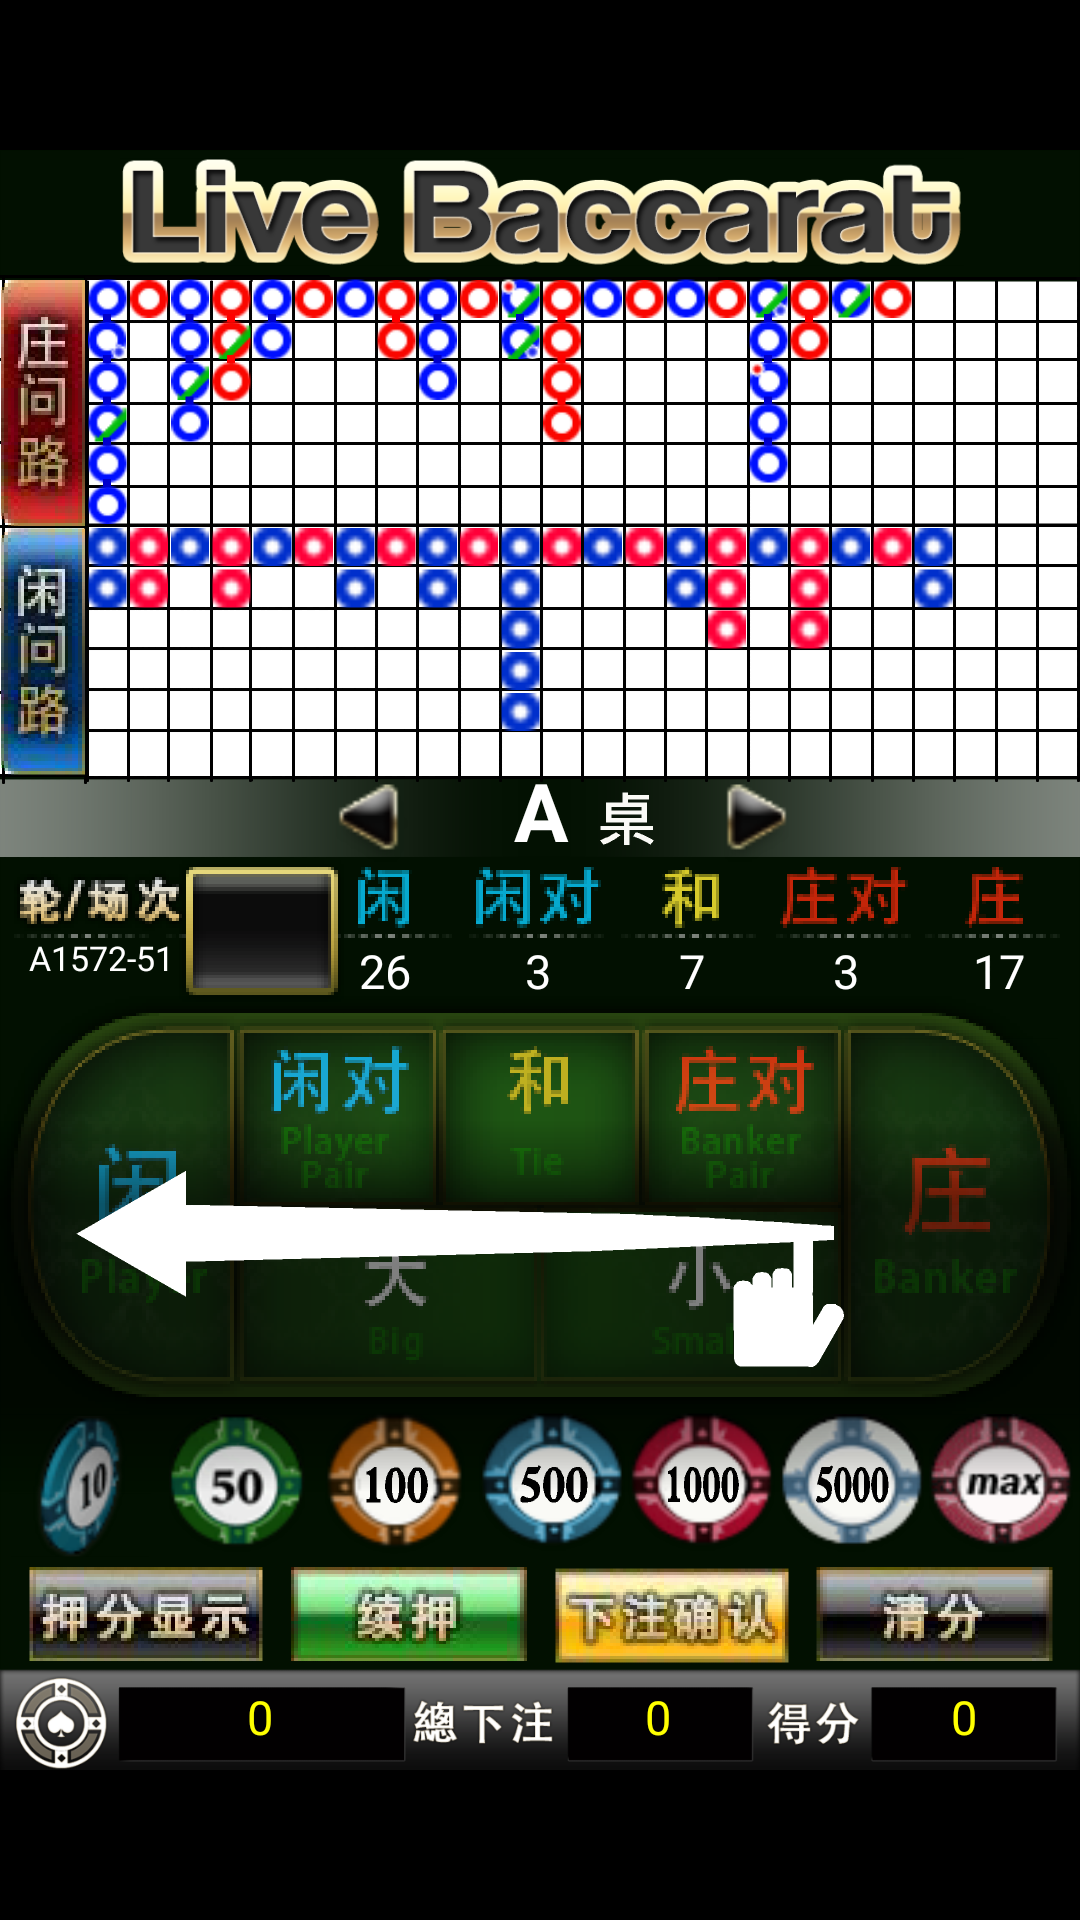 Live Baccarat
庄问路
闲问路
A 桌
轮/场次 闲 闲对 和 庄对 庄
A1572-51 26 3 7 3 17
闲对 和 庄对
Player Pair Tie Banker Pair
闲 庄
Player 大 小 Banker
Big
10 50 100 500 1000 5000 max
押分显示 续押 下注确认 清分
0 總下注 0 得分 0